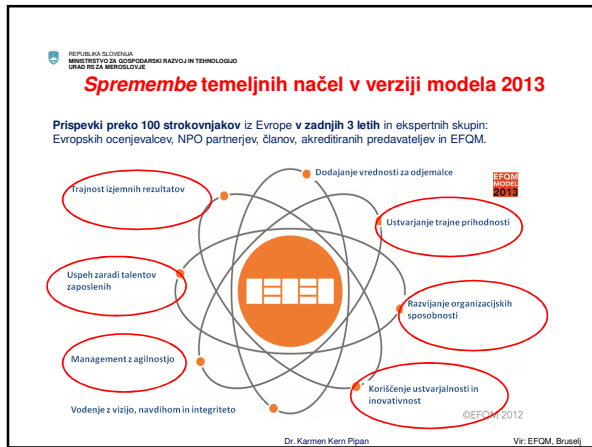 REPUBLIKA SLOVENIJA
MINISTRSTVO ZA GOSPODARSKI RAZVOJ IN TEHNOLOGIJO
URAD RS ZA MEROSLOVJE
Spremembe temeljnih načel v verziji modela 2013
Prispevki preko 100 strokovnjakov iz Evrope v zadnjih 3 letih in ekspertnih skupin:
Evropskih ocenjevalcev, NPO partnerjev, članov, akreditiranih predavateljev in EFQM.
Dodajanje vrednosti za odjemalce
EFQM
MODEL
2013
Trajnost izjemnih rezultatov
Ustvarjanje trajne prihodnosti
Uspeh zaradi talentov
zaposlenih
Razvijanje organizacijskih
sposobnosti
Management z agilnostjo
Koriščenje ustvarjalnosti in
inovativnost
Vodenje z vizijo, navdihom in integriteto
©EFQM 2012
Dr. Karmen Kern Pipan
Vir: EFQM, Bruselj